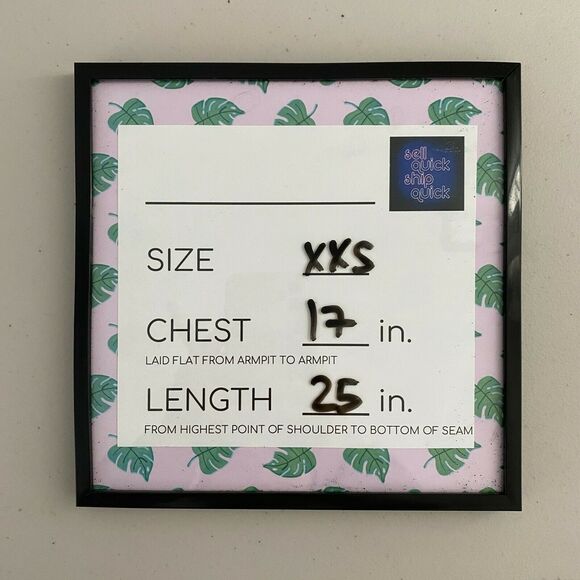 sell
quick
ship
quick
SIZE XXS
CHEST 17 in.
LAID FLAT FROM ARMPIT TO ARMPIT
LENGTH 25 in.
FROM HIGHEST POINT OF SHOULDER TO BOTTOM OF SEAM